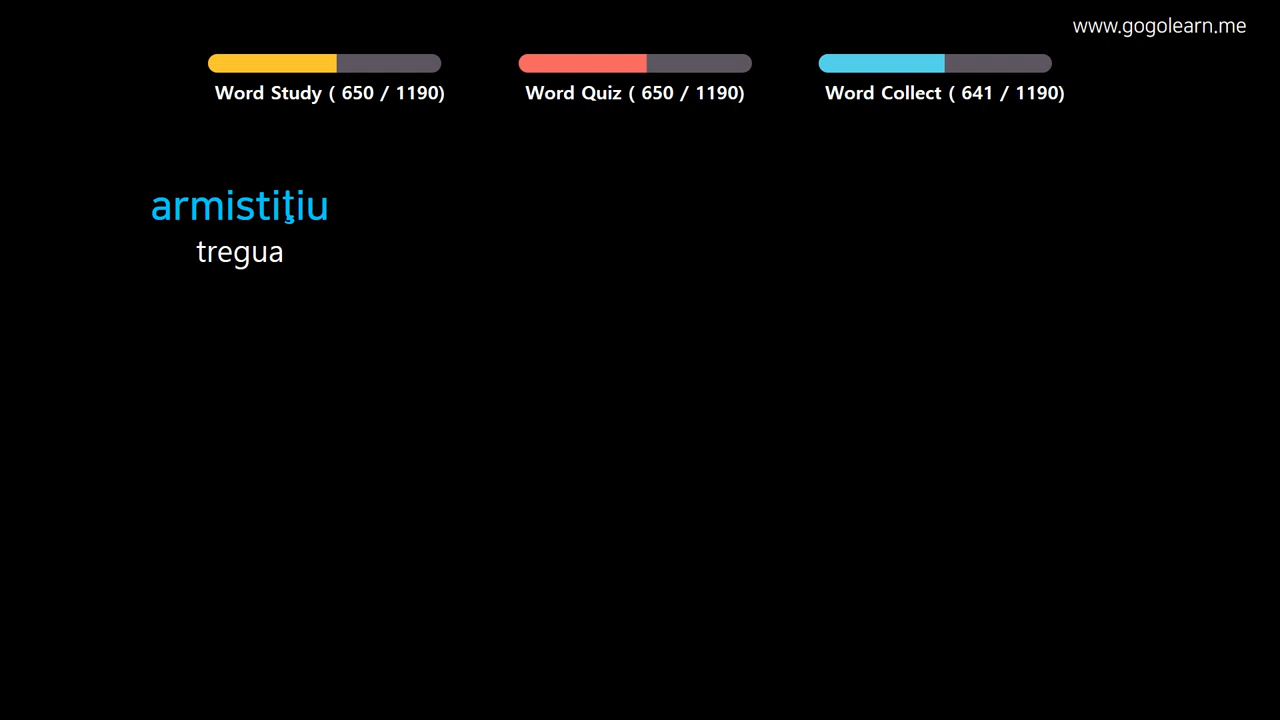 www.gogolearn.me
Word Study ( 650 / 1190)
Word Quiz ( 650 / 1190)
Word Collect ( 641 / 1190)
armistiţiu
tregua